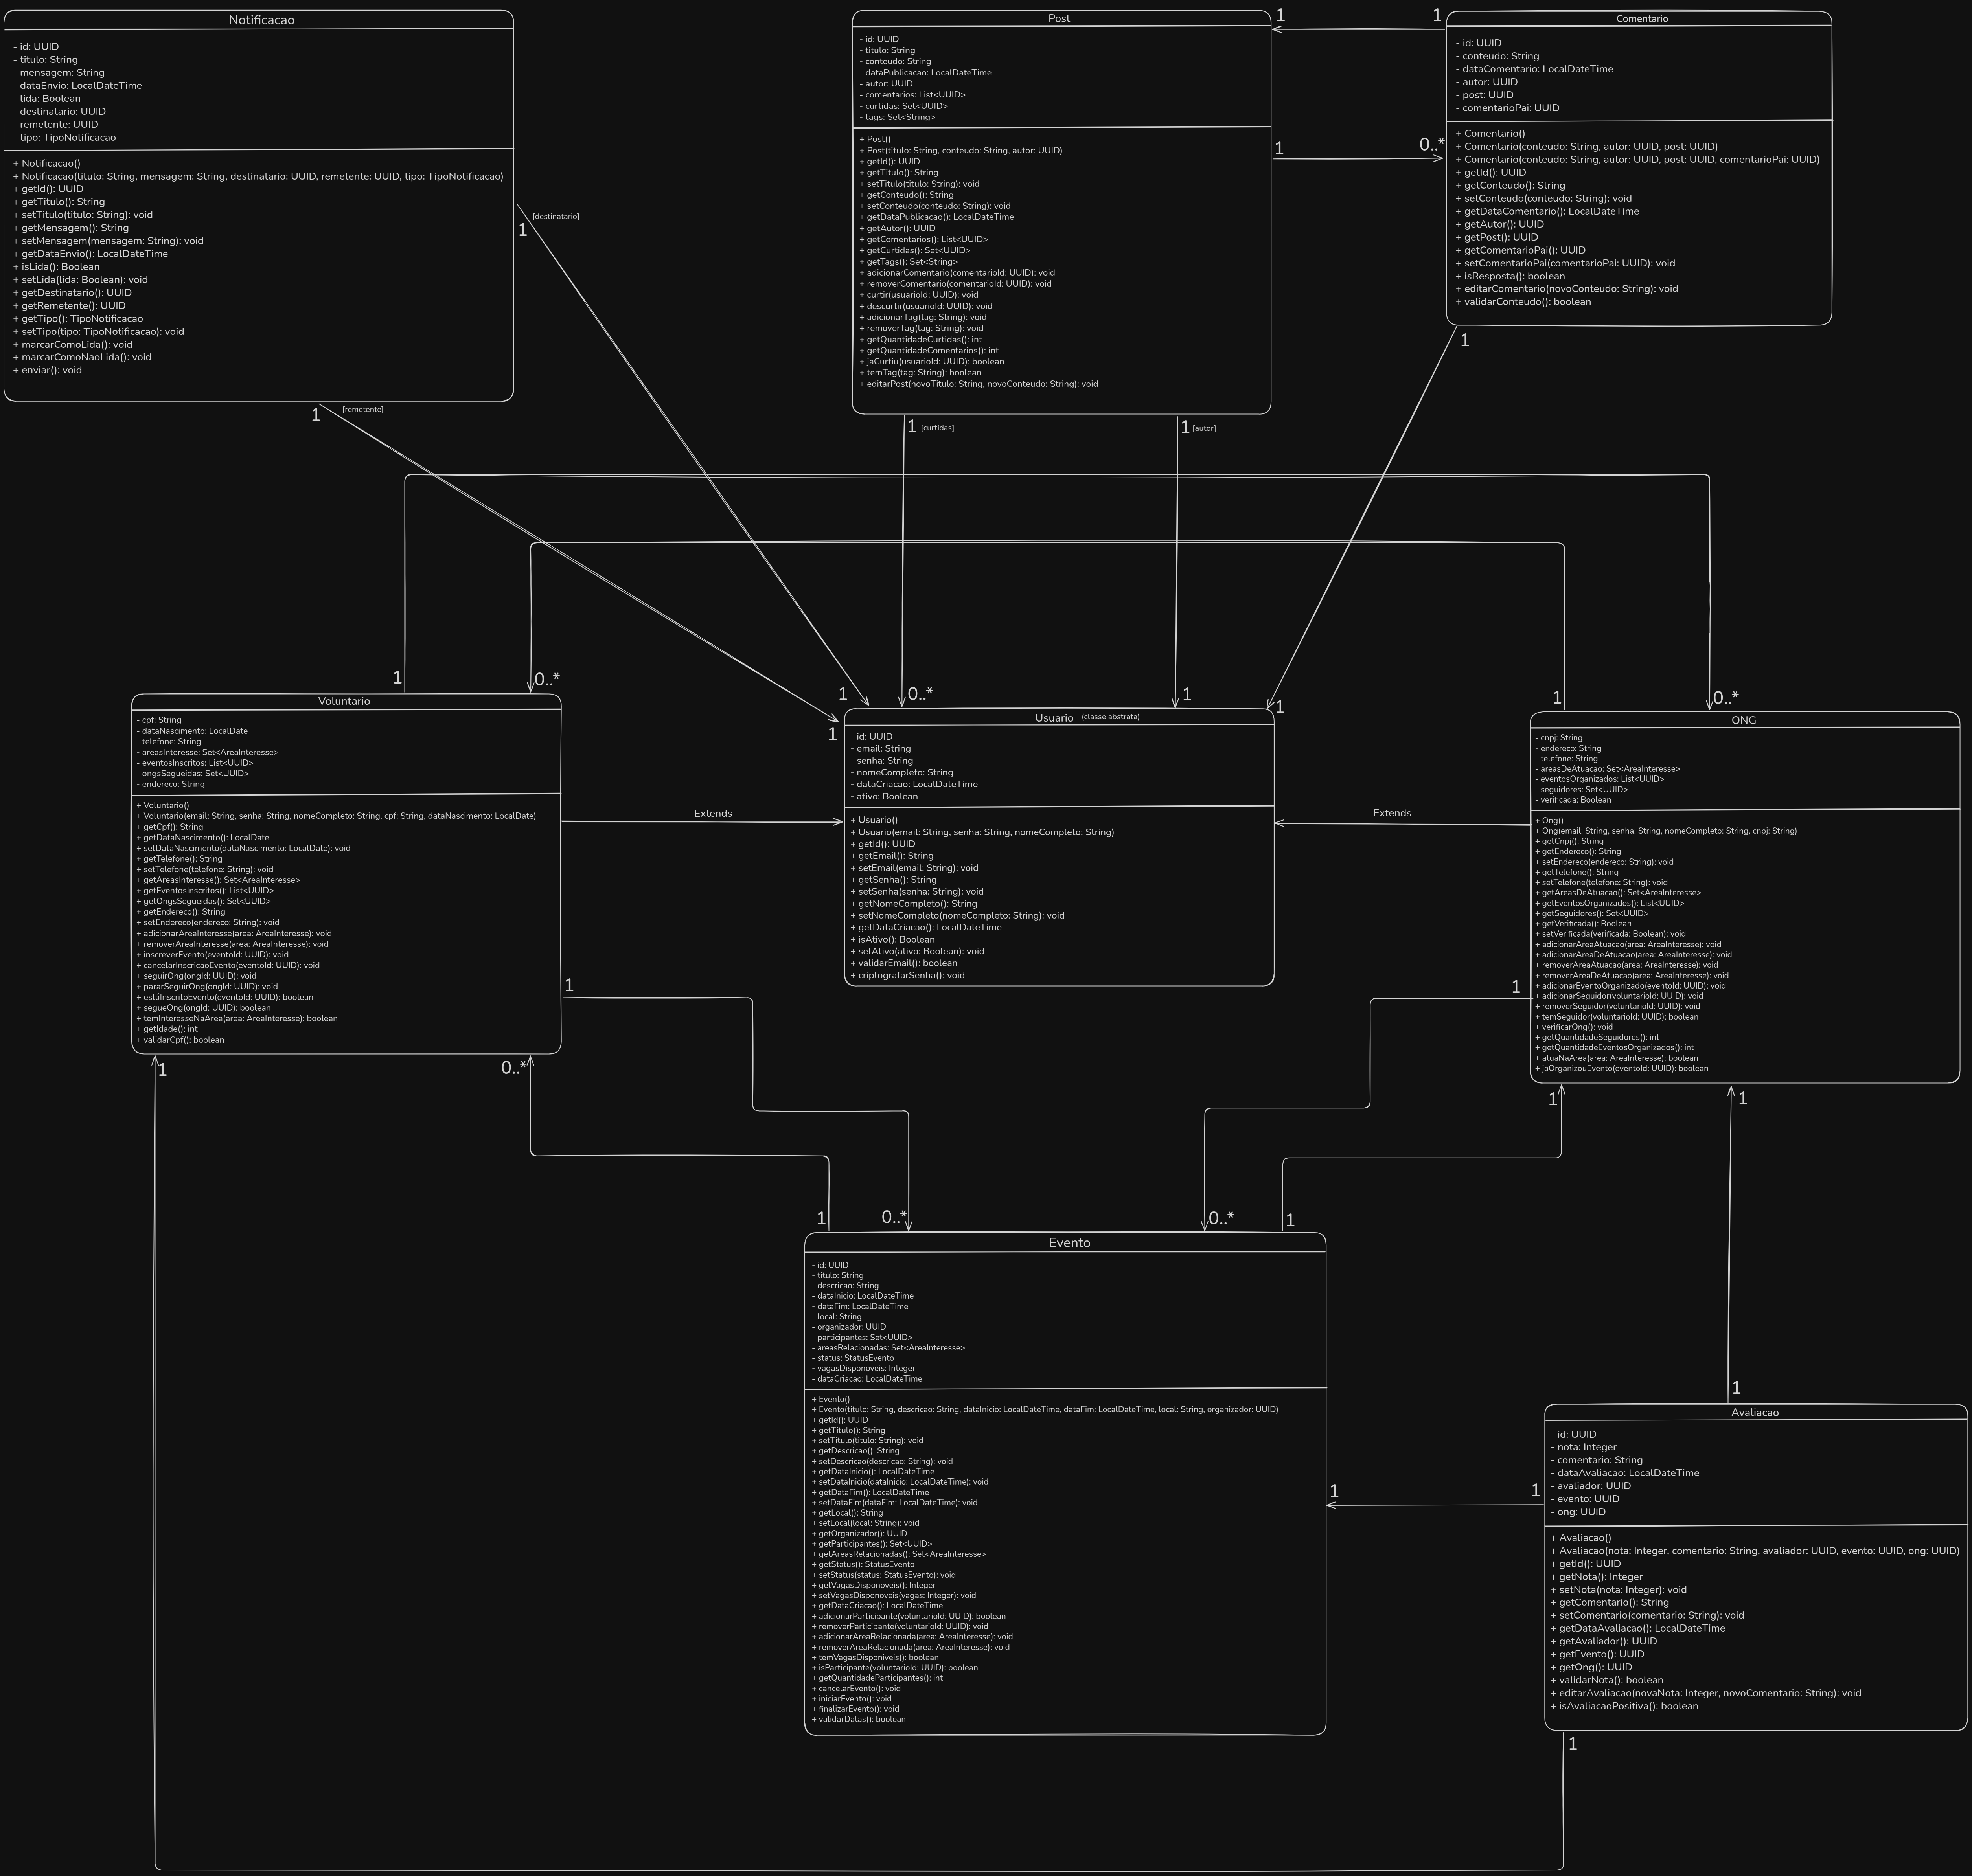 Notificacao
- id: UUID
- titulo: String
- mensagem: String
- dataEnvio: LocalDateTime
- lida: Boolean
- destinatario: UUID
- remetente: UUID
- tipo: TipoNotificacao
+ Notificacao()
+ Notificacao(titulo: String, mensagem: String, destinatario: UUID, remetente: UUID, tipo: TipoNotificacao)
+ getId(): UUID
+ getTitulo(): String
+ setTitulo(titulo: String): void
+ getMensagem(): String
+ setMensagem(mensagem: String): void
+ getDataEnvio(): LocalDateTime
+ isLida(): Boolean
+ setLida(lida: Boolean): void
+ getDestinatario(): UUID
+ getRemetente(): UUID
+ getTipo(): TipoNotificacao
+ setTipo(tipo: TipoNotificacao): void
+ marcarComoLida(): void
+ marcarComoNaoLida(): void
+ enviar(): void
[destinatario]
1
1
[remetente]
Post
- id: UUID
- titulo: String
- conteudo: String
- dataPublicacao: LocalDateTime
- autor: UUID
- comentarios: List<UUID>
- curtidas: Set<UUID>
- tags: Set<String>
+ Post()
+ Post(titulo: String, conteudo: String, autor: UUID)
+ getId(): UUID
+ getTitulo(): String
+ setTitulo(titulo: String): void
+ getConteudo(): String
+ setConteudo(conteudo: String): void
+ getDataPublicacao(): LocalDateTime
+ getAutor(): UUID
+ getComentarios(): List<UUID>
+ getCurtidas(): Set<UUID>
+ getTags(): Set<String>
+ adicionarComentario(comentarioId: UUID): void
+ removerComentario(comentarioId: UUID): void
+ curtir(usuarioId: UUID): void
+ descurtir(usuarioId: UUID): void
+ adicionarTag(tag: String): void
+ removerTag(tag: String): void
+ getQuantidadeCurtidas(): int
+ getQuantidadeComentarios(): int
+ jaCurtiu(usuarioId: UUID): boolean
+ temTag(tag: String): boolean
+ editarPost(novoTitulo: String, novoConteudo: String): void
1 [curtidas]
1 [autor]
1
1
1
0..*
Comentario
- id: UUID
- conteudo: String
- dataComentario: LocalDateTime
- autor: UUID
- post: UUID
- comentarioPai: UUID
+ Comentario()
+ Comentario(conteudo: String, autor: UUID, post: UUID)
+ Comentario(conteudo: String, autor: UUID, post: UUID, comentarioPai: UUID)
+ getId(): UUID
+ getConteudo(): String
+ setConteudo(conteudo: String): void
+ getDataComentario(): LocalDateTime
+ getAutor(): UUID
+ getPost(): UUID
+ getComentarioPai(): UUID
+ setComentarioPai(comentarioPai: UUID): void
+ isResposta(): boolean
+ editarComentario(novoConteudo: String): void
+ validarConteudo(): boolean
1
1
0..*
Voluntario
- cpf: String
- dataNascimento: LocalDate
- telefone: String
- areasInteresse: Set<AreaInteresse>
- eventosInscritos: List<UUID>
- ongsSegueidas: Set<UUID>
- endereco: String
+ Voluntario()
+ Voluntario(email: String, senha: String, nomeCompleto: String, cpf: String, dataNascimento: LocalDate)
+ getCpf(): String
+ getDataNascimento(): LocalDate
+ setDataNascimento(dataNascimento: LocalDate): void
+ getTelefone(): String
+ setTelefone(telefone: String): void
+ getAreasInteresse(): Set<AreaInteresse>
+ getEventosInscritos(): List<UUID>
+ getOngsSegueidas(): Set<UUID>
+ getEndereco(): String
+ setEndereco(endereco: String): void
+ adicionarAreaInteresse(area: AreaInteresse): void
+ removerAreaInteresse(area: AreaInteresse): void
+ inscreverEvento(eventoId: UUID): void
+ cancelarInscricaoEvento(eventoId: UUID): void
+ seguirOng(ongId: UUID): void
+ pararSeguirOng(ongId: UUID): void
+ estáInscritoEvento(eventoId: UUID): boolean
+ segueOng(ongId: UUID): boolean
+ temInteresseNaArea(area: AreaInteresse): boolean
+ getIdade(): int
+ validarCpf(): boolean
1
1
0..*
Extends
1
1
0..*
1
1
Usuario (classe abstrata)
- id: UUID
- email: String
- senha: String
- nomeCompleto: String
- dataCriacao: LocalDateTime
- ativo: Boolean
+ Usuario()
+ Usuario(email: String, senha: String, nomeCompleto: String)
+ getId(): UUID
+ getEmail(): String
+ setEmail(email: String): void
+ getSenha(): String
+ setSenha(senha: String): void
+ getNomeCompleto(): String
+ setNomeCompleto(nomeCompleto: String): void
+ getDataCriacao(): LocalDateTime
+ isAtivo(): Boolean
+ setAtivo(ativo: Boolean): void
+ validarEmail(): boolean
+ criptografarSenha(): void
Extends
1
0..*
ONG
- cnpj: String
- endereco: String
- telefone: String
- areasDeAtuacao: Set<AreaInteresse>
- eventosOrganizados: List<UUID>
- seguidores: Set<UUID>
- verificada: Boolean
+ Ong()
+ Ong(email: String, senha: String, nomeCompleto: String, cnpj: String)
+ getCnpj(): String
+ getEndereco(): String
+ setEndereco(endereco: String): void
+ getTelefone(): String
+ setTelefone(telefone: String): void
+ getAreasDeAtuacao(): Set<AreaInteresse>
+ getEventosOrganizados(): List<UUID>
+ getSeguidores(): Set<UUID>
+ getVerificada(): Boolean
+ setVerificada(verificada: Boolean): void
+ adicionarAreaAtuacao(area: AreaInteresse): void
+ adicionarAreaDeAtuacao(area: AreaInteresse): void
+ removerAreaAtuacao(area: AreaInteresse): void
+ removerAreaDeAtuacao(area: AreaInteresse): void
+ adicionarEventoOrganizado(eventoId: UUID): void
+ adicionarSeguidor(voluntarioId: UUID): void
+ removerSeguidor(voluntarioId: UUID): void
+ temSeguidor(voluntarioId: UUID): boolean
+ verificarOng(): void
+ getQuantidadeSeguidores(): int
+ getQuantidadeEventosOrganizados(): int
+ atuaNaArea(area: AreaInteresse): boolean
+ jaOrganizouEvento(eventoId: UUID): boolean
1
1
1
1
0..*
0..*
1
Evento
- id: UUID
- titulo: String
- descricao: String
- dataInicio: LocalDateTime
- dataFim: LocalDateTime
- local: String
- organizador: UUID
- participantes: Set<UUID>
- areasRelacionadas: Set<AreaInteresse>
- status: StatusEvento
- vagasDisponoveis: Integer
- dataCriacao: LocalDateTime
+ Evento()
+ Evento(titulo: String, descricao: String, dataInicio: LocalDateTime, dataFim: LocalDateTime, local: String, organizador: UUID)
+ getId(): UUID
+ getTitulo(): String
+ setTitulo(titulo: String): void
+ getDescricao(): String
+ setDescricao(descricao: String): void
+ getDataInicio(): LocalDateTime
+ setDataInicio(dataInicio: LocalDateTime): void
+ getDataFim(): LocalDateTime
+ setDataFim(dataFim: LocalDateTime): void
+ getLocal(): String
+ setLocal(local: String): void
+ getOrganizador(): UUID
+ getParticipantes(): Set<UUID>
+ getAreasRelacionadas(): Set<AreaInteresse>
+ getStatus(): StatusEvento
+ setStatus(status: StatusEvento): void
+ getVagasDisponoveis(): Integer
+ setVagasDisponoveis(vagas: Integer): void
+ getDataCriacao(): LocalDateTime
+ adicionarParticipante(voluntarioId: UUID): boolean
+ removerParticipante(voluntarioId: UUID): void
+ adicionarAreaRelacionada(area: AreaInteresse): void
+ removerAreaRelacionada(area: AreaInteresse): void
+ temVagasDisponiveis(): boolean
+ isParticipante(voluntarioId: UUID): boolean
+ getQuantidadeParticipantes(): int
+ cancelarEvento(): void
+ iniciarEvento(): void
+ finalizarEvento(): void
+ validarDatas(): boolean
1
1
1
Avaliacao
- id: UUID
- nota: Integer
- comentario: String
- dataAvaliacao: LocalDateTime
- avaliador: UUID
- evento: UUID
- ong: UUID
+ Avaliacao()
+ Avaliacao(nota: Integer, comentario: String, avaliador: UUID, evento: UUID, ong: UUID)
+ getId(): UUID
+ getNota(): Integer
+ setNota(nota: Integer): void
+ getComentario(): String
+ setComentario(comentario: String): void
+ getDataAvaliacao(): LocalDateTime
+ getAvaliador(): UUID
+ getEvento(): UUID
+ getOng(): UUID
+ validarNota(): boolean
+ editarAvaliacao(novaNota: Integer, novoComentario: String): void
+ isAvaliacaoPositiva(): boolean
1